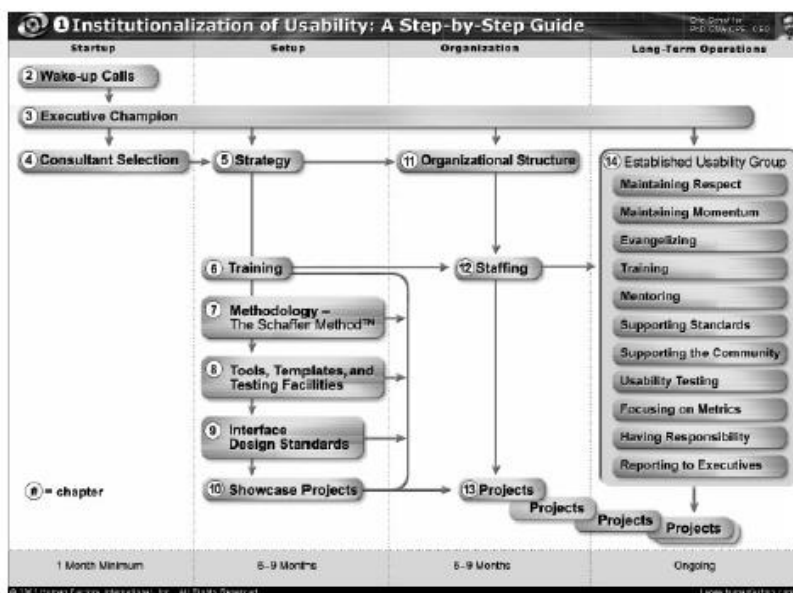 1 Institutionalization of Usability: A Step-by-Step Guide
Startup
Setup
Organization
Long-Term Operations
2 Wake-up Calls
3 Executive Champion
4 Consultant Selection
5 Strategy
11 Organizational Structure
14 Established Usability Group
Maintaining Respect
Maintaining Momentum
Evangelizing
6 Training
12 Staffing
Training
Mentoring
7 Methodology –
The Schaffer Method™
Supporting Standards
8 Tools, Templates, and
Testing Facilities
Supporting the Community
Usability Testing
9 Interface
Design Standards
Focusing on Metrics
Having Responsibility
Reporting to Executives
# = chapter
10 Showcase Projects
13 Projects
Projects
Projects
Projects
1 Month Minimum
6–9 Months
6–9 Months
Ongoing